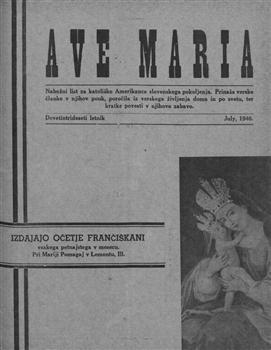 AVE MARIA
Nabožni list za katoliške Amerikance slovenskega pokoljenja. Prinaša verske
članke v njihov pouk, poročila iz verskega življenja doma in po svetu, ter
kratke povesti v njihovo zabavo.
Devetintrideseti letnik
July, 1946.
IZDAJAJO OČETJE FRANČIŠKANI
vsakega petnajstega v mesecu.
Pri Mariji Pomagaj v Lemontu, Ill.